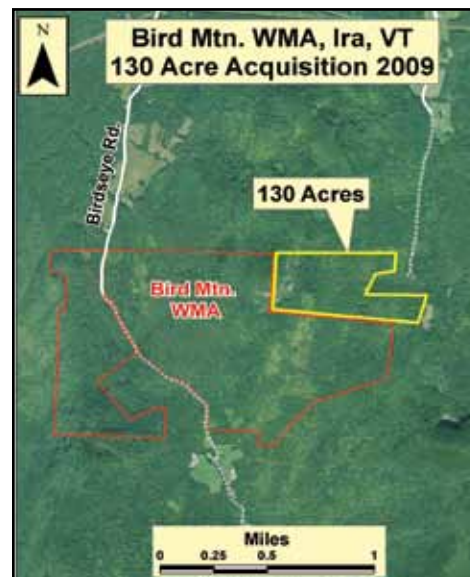 N
Bird Mtn. WMA, Ira, VT
130 Acre Acquisition 2009
Birdseye Rd.
130 Acres
Bird Mtn.
WMA
Miles
0 0.25 0.5 1